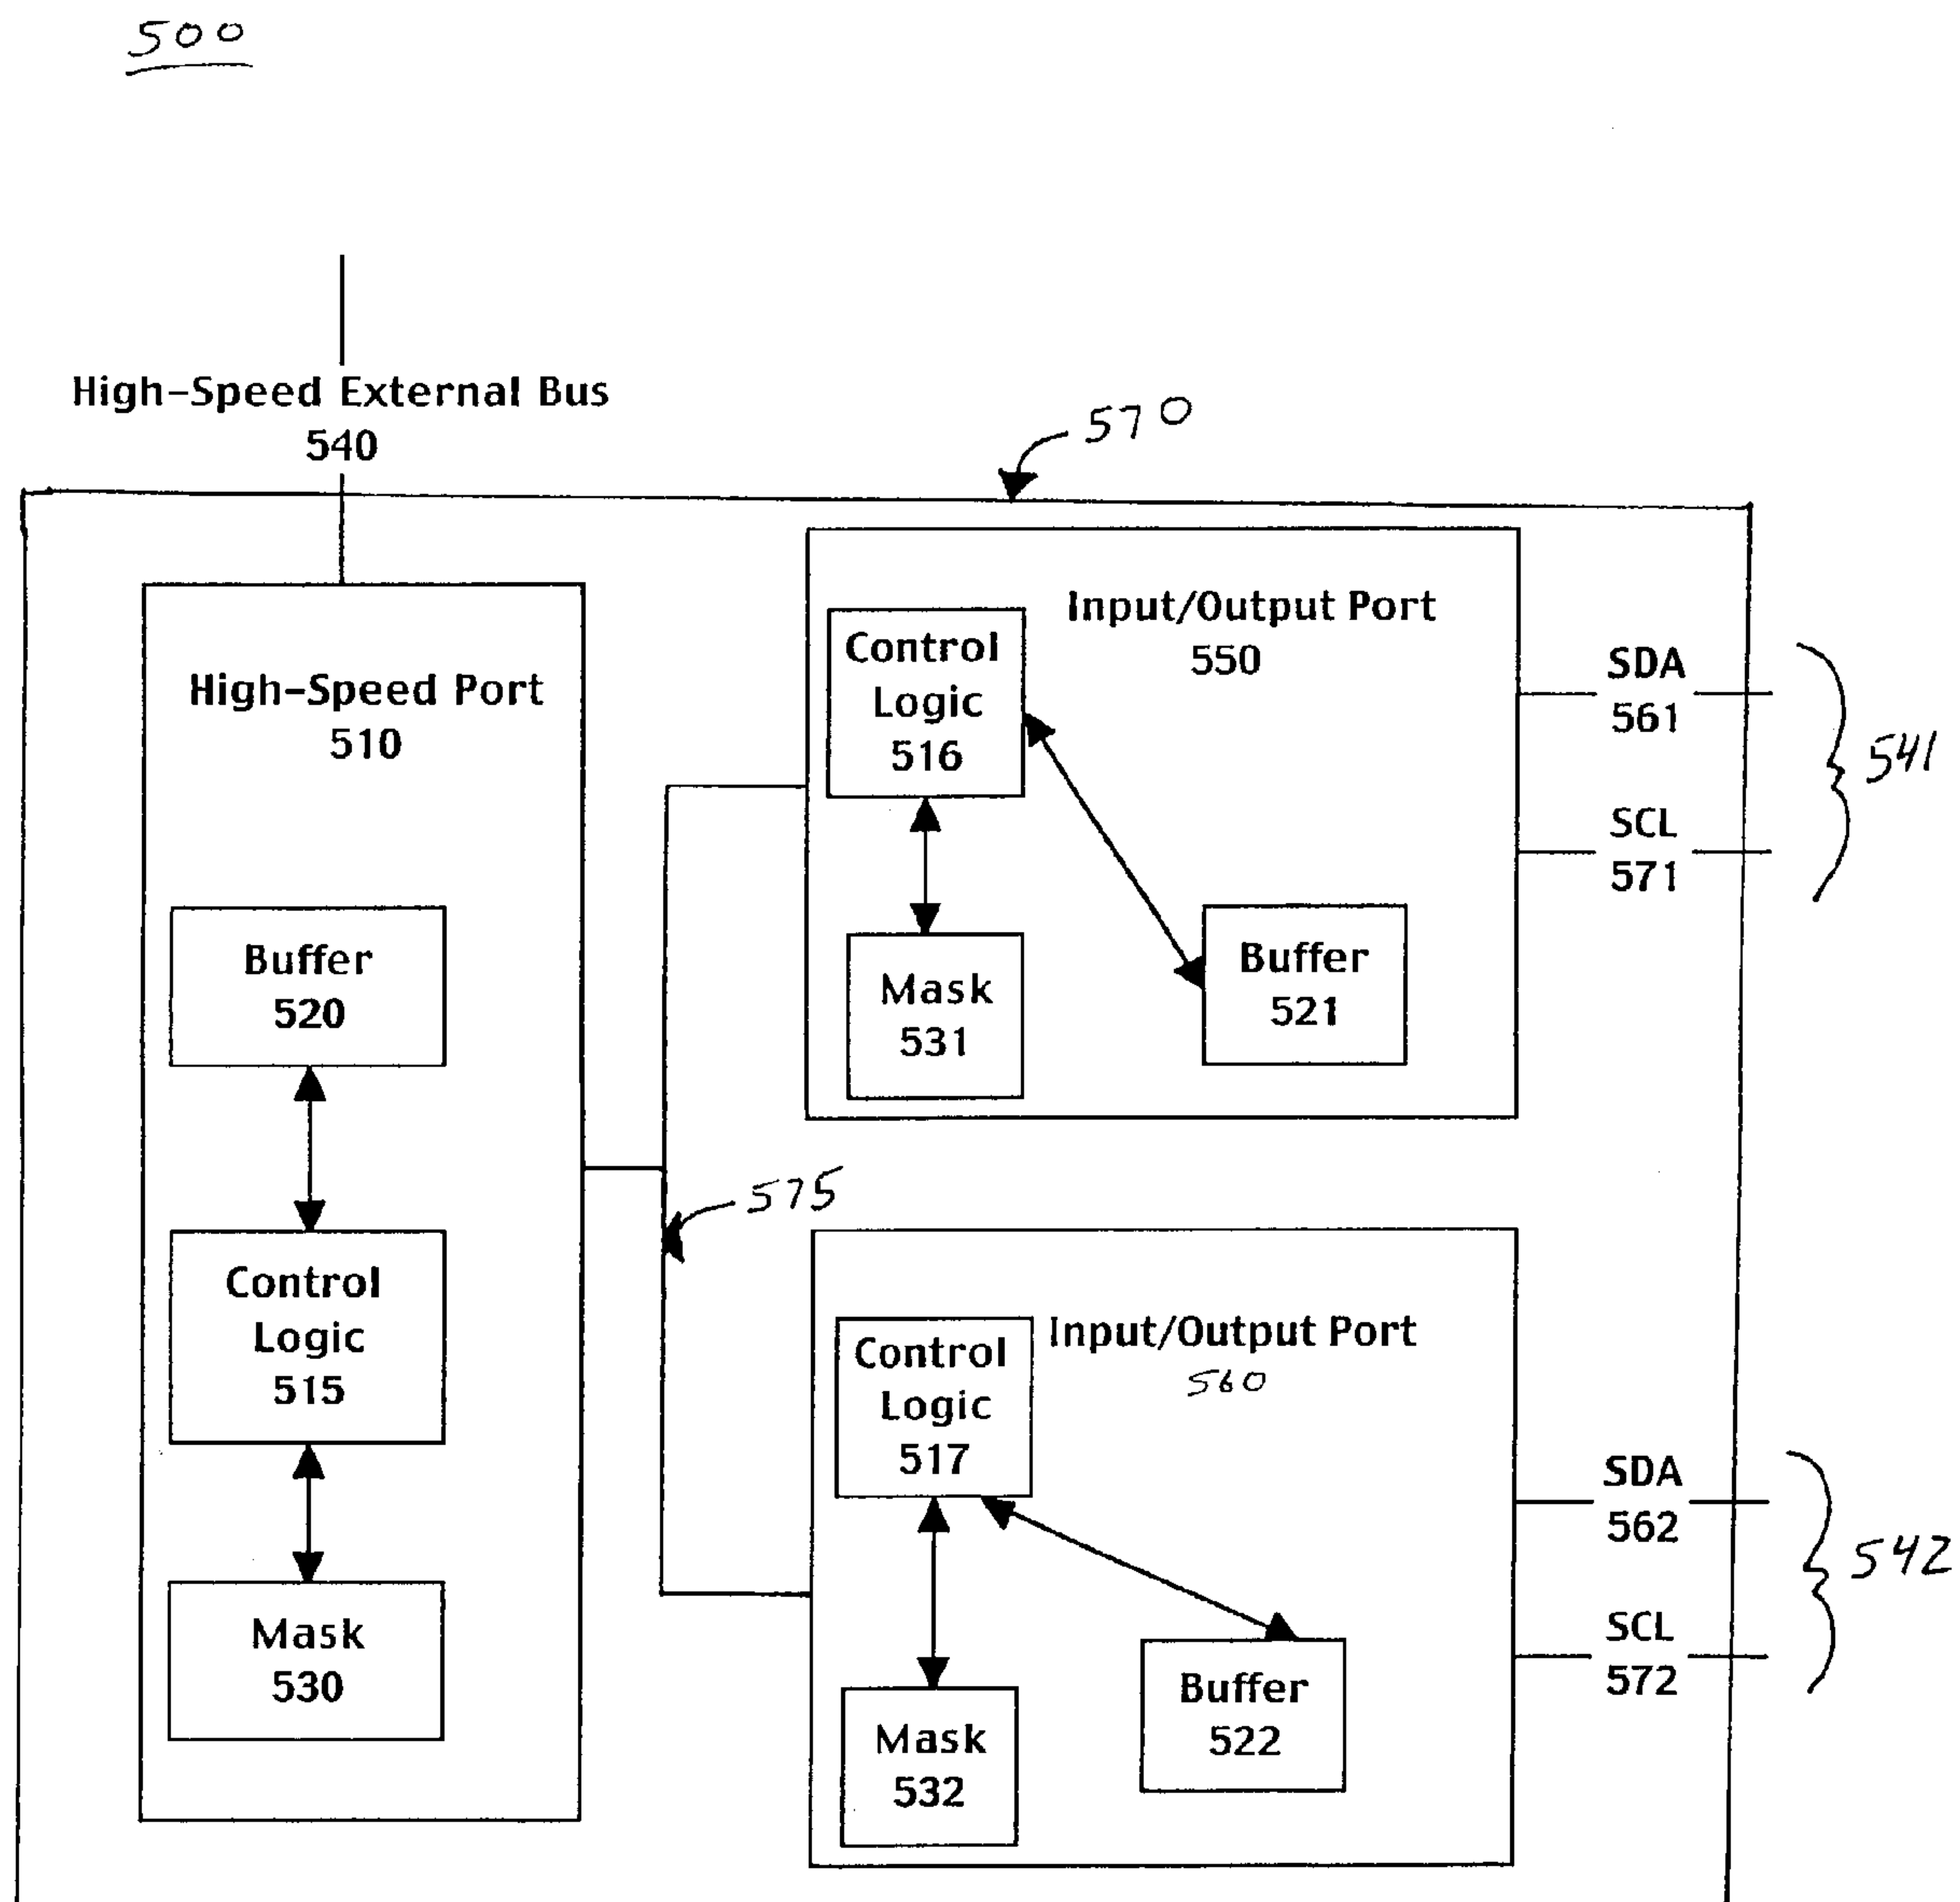 500
High-Speed External Bus
540
570
High-Speed Port
510
Buffer
520
Control
Logic
515
Mask
530
575
Input/Output Port
550
Control
Logic
516
Mask
531
Buffer
521
SDA
561
SCL
571
541
Input/Output Port
560
Control
Logic
517
Mask
532
Buffer
522
SDA
562
SCL
572
542